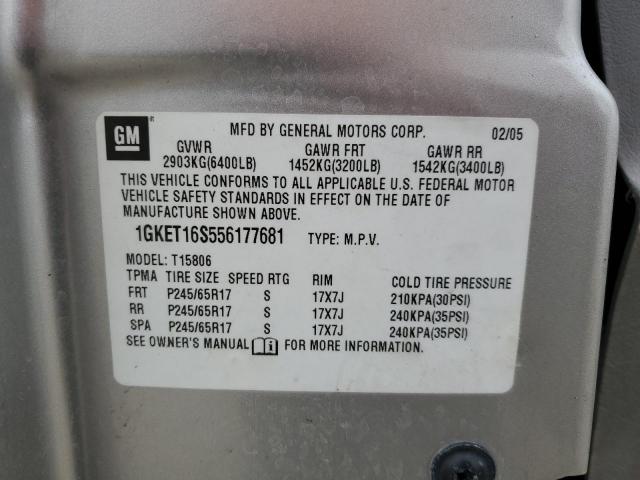 GM MFD BY GENERAL MOTORS CORP. 02/05
GVWR GAWR FRT GAWR RR
2903KG(6400LB) 1452KG(3200LB) 1542KG(3400LB)
THIS VEHICLE CONFORMS TO ALL APPLICABLE U.S. FEDERAL MOTOR
VEHICLE SAFETY STANDARDS IN EFFECT ON THE DATE OF
MANUFACTURE SHOWN ABOVE.
1GKET16S556177681 TYPE: M.P.V.
MODEL: T15806
TPMA TIRE SIZE SPEED RTG RIM COLD TIRE PRESSURE
FRT P245/65R17 S 17X7J 210KPA(30PSI)
RR P245/65R17 S 17X7J 240KPA(35PSI)
SPA P245/65R17 S 17X7J 240KPA(35PSI)
SEE OWNER'S MANUAL FOR MORE INFORMATION.